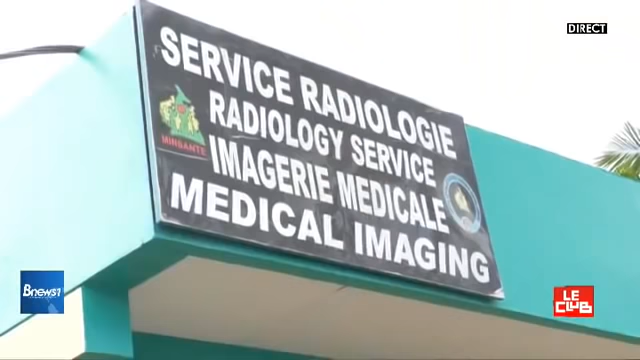 DIRECT
SERVICE RADIOLOGIE
RADIOLOGY SERVICE
IMAGERIE MEDICALE
MEDICAL IMAGING
MINSANTE
Bnews1
LE
CLUB